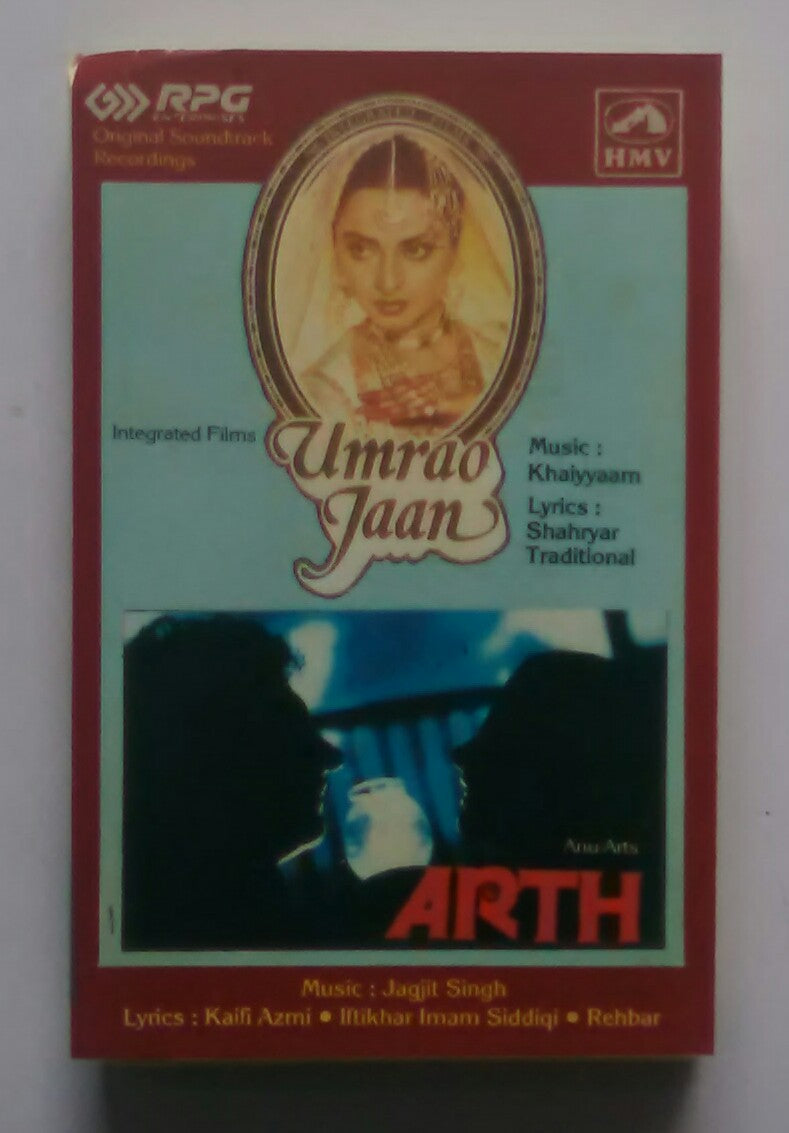 RPG
ENTERPRISES
Original Soundtrack
Recordings
HMV
Integrated Films
Umrao
Jaan
Music :
Khaiyyaam
Lyrics :
Shahryar
Traditional
Anu Arts
ARTH
Music : Jagjit Singh
Lyrics : Kaifi Azmi • Iftikhar Imam Siddiqi • Rehbar